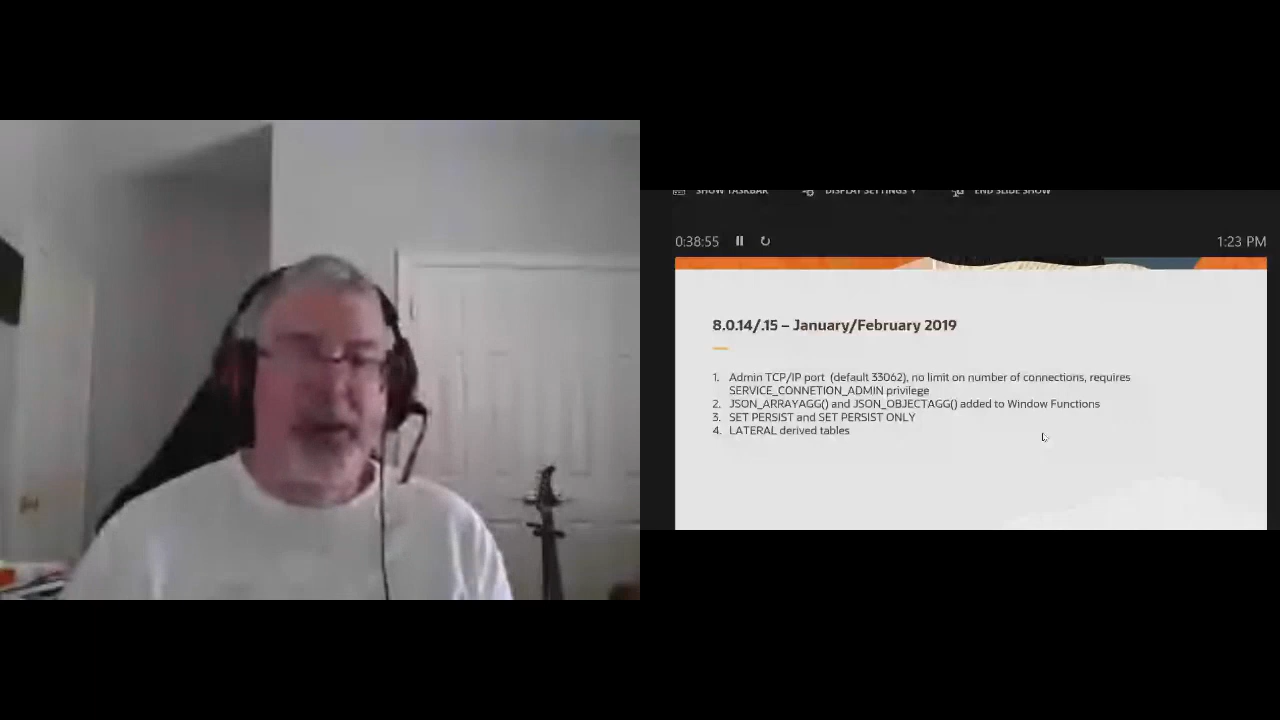 SHOW TASKBAR DISPLAY SETTINGS END SLIDE SHOW
0:38:55 1:23 PM
8.0.14/.15 – January/February 2019
1. Admin TCP/IP port (default 33062), no limit on number of connections, requires
SERVICE_CONNETION_ADMIN privilege
2. JSON_ARRAYAGG() and JSON_OBJECTAGG() added to Window Functions
3. SET PERSIST and SET PERSIST ONLY
4. LATERAL derived tables